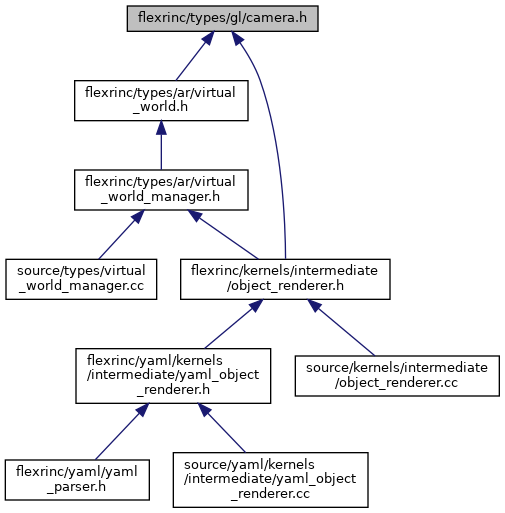 flexrinc/types/gl/camera.h
flexrinc/types/ar/virtual
_world.h
flexrinc/types/ar/virtual
_world_manager.h
source/types/virtual
_world_manager.cc
flexrinc/kernels/intermediate
/object_renderer.h
flexrinc/yaml/kernels
/intermediate/yaml_object
_renderer.h
source/kernels/intermediate
/object_renderer.cc
flexrinc/yaml/yaml
_parser.h
source/yaml/kernels
/intermediate/yaml_object
_renderer.cc